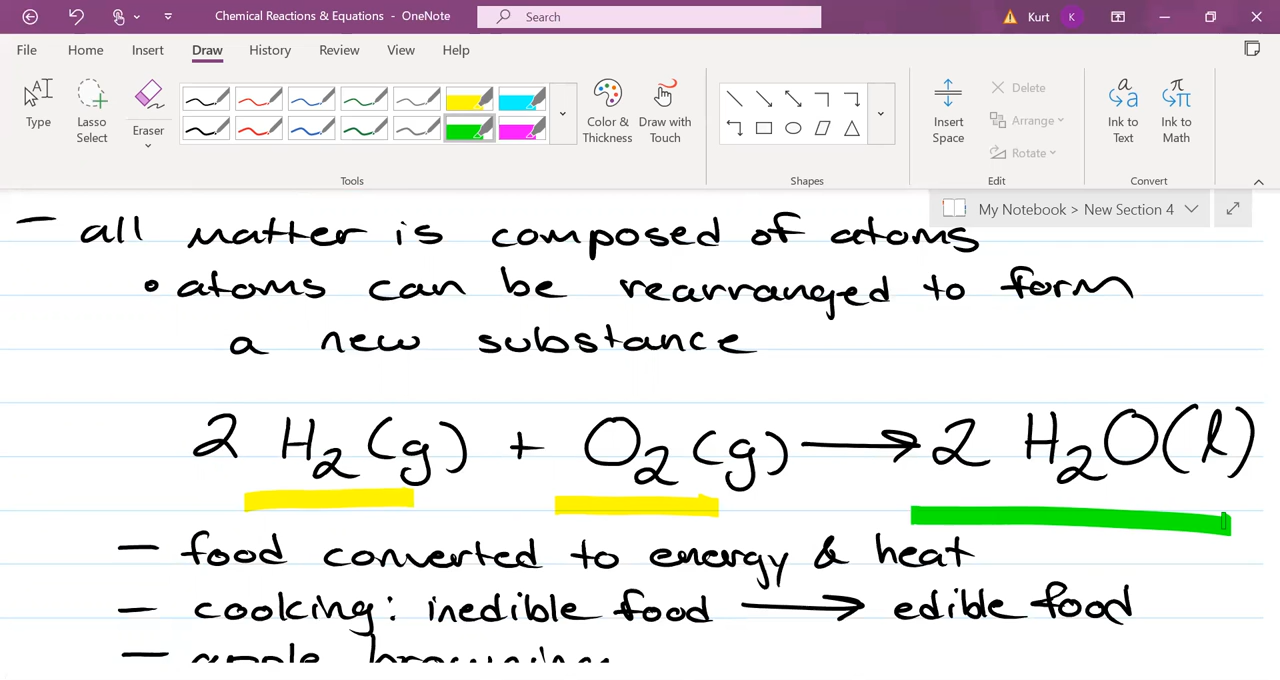 Chemical Reactions & Equations - OneNote
Search
Kurt
K
File Home Insert Draw History Review View Help
Type
Lasso Select
Eraser
Color & Thickness
Draw with Touch
Insert Space
Delete
Arrange
Rotate
Ink to Text
Ink to Math
Tools
Shapes
Edit
Convert
My Notebook > New Section 4
- all matter is composed of atoms
• atoms can be rearranged to form
a new substance
2 H₂(g) + O₂(g) → 2 H₂O(l)
- food converted to energy & heat
- cooking: inedible food → edible food
- apple browning